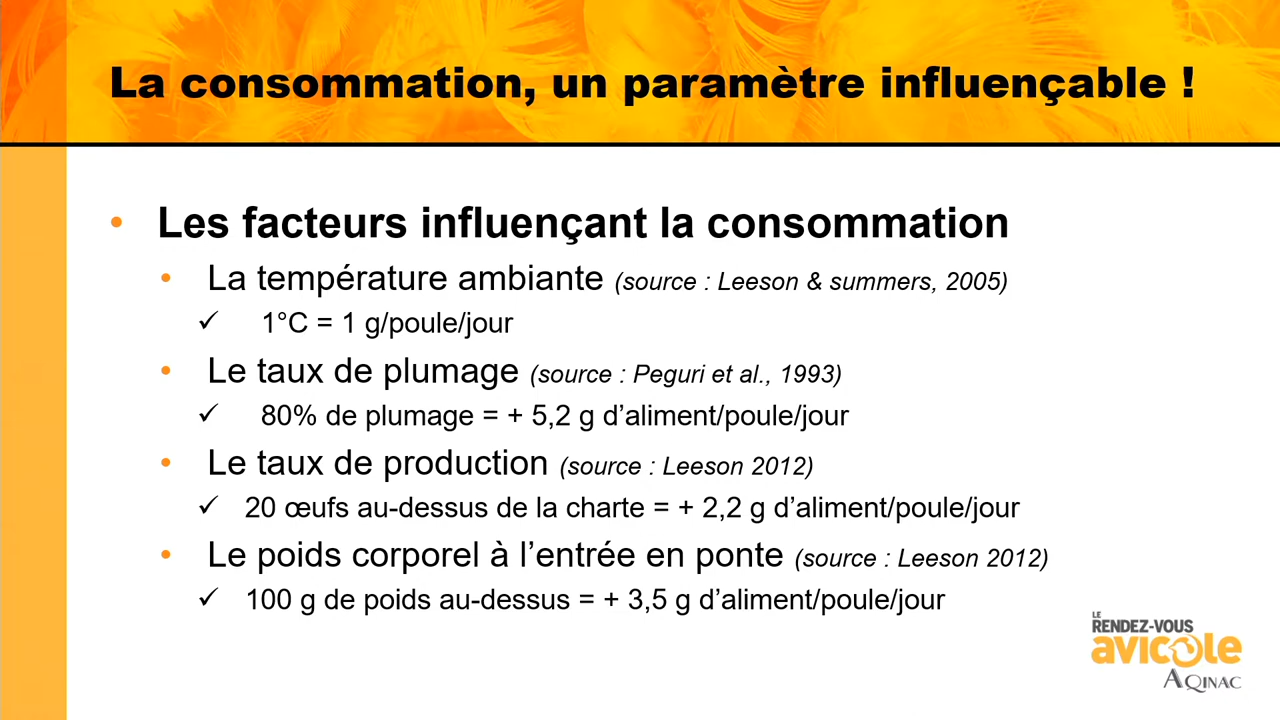 La consommation, un paramètre influençable !
• Les facteurs influençant la consommation
• La température ambiante (source : Leeson & summers, 2005)
✓ 1°C = 1 g/poule/jour
• Le taux de plumage (source : Peguri et al., 1993)
✓ 80% de plumage = + 5,2 g d’aliment/poule/jour
• Le taux de production (source : Leeson 2012)
✓ 20 œufs au-dessus de la charte = + 2,2 g d’aliment/poule/jour
• Le poids corporel à l’entrée en ponte (source : Leeson 2012)
✓ 100 g de poids au-dessus = + 3,5 g d’aliment/poule/jour
LE
RENDEZ-VOUS
avicole
AQINAC